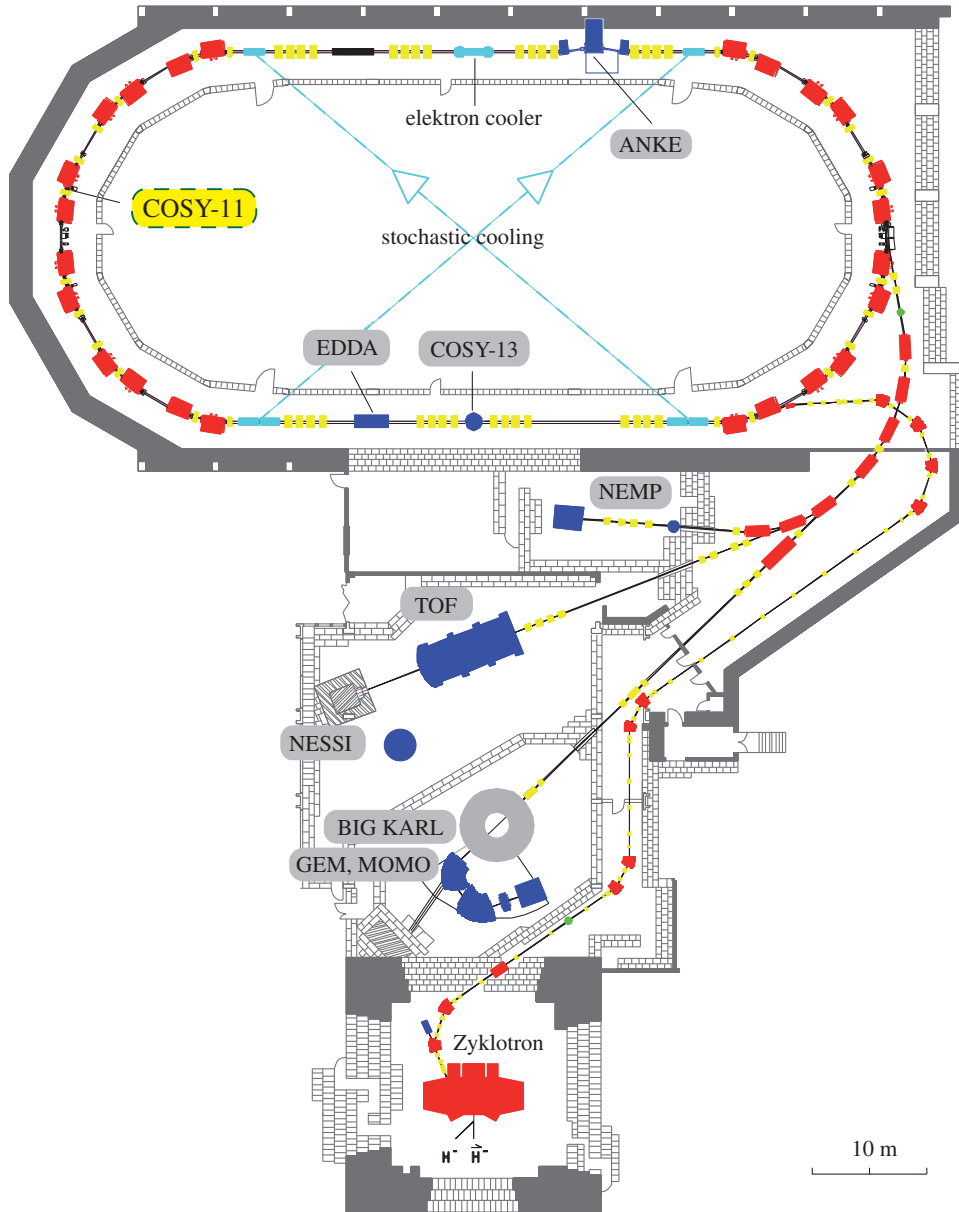 elektron cooler
ANKE
COSY-11
stochastic cooling
EDDA
COSY-13
NEMP
TOF
NESSI
BIG KARL
GEM, MOMO
Zyklotron
H⁻ H⃗⁻
10 m